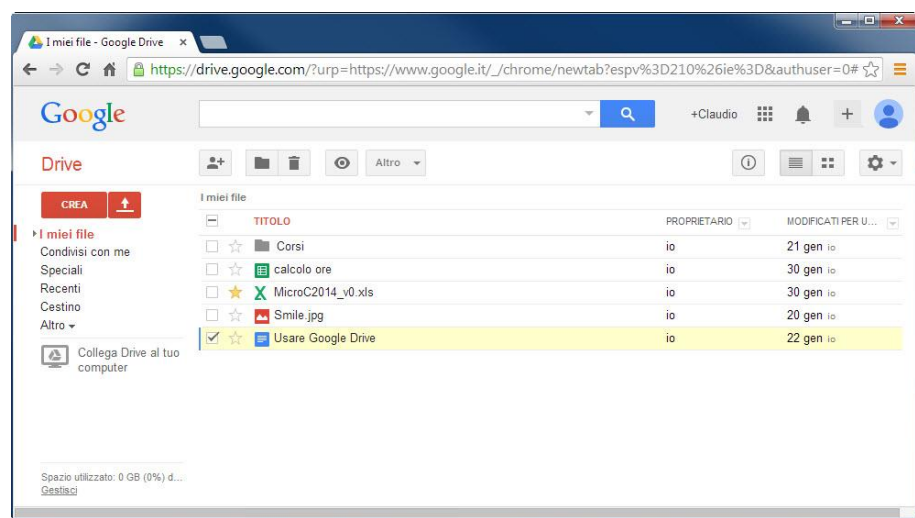 I miei file - Google Drive
https://drive.google.com/?urp=https://www.google.it/_/chrome/newtab?espv%3D210%26ie%3D&authuser=0#
Google
+Claudio
Drive
Altro
CREA
I miei file
TITOLO PROPRIETARIO MODIFICATI PER U...
I miei file
Condivisi con me
Speciali
Recenti
Cestino
Altro
Collega Drive al tuo
computer
Corsi io 21 gen io
calcolo ore io 30 gen io
MicroC2014_v0.xls io 30 gen io
Smile.jpg io 20 gen io
Usare Google Drive io 22 gen io
Spazio utilizzato: 0 GB (0%) d...
Gestisci